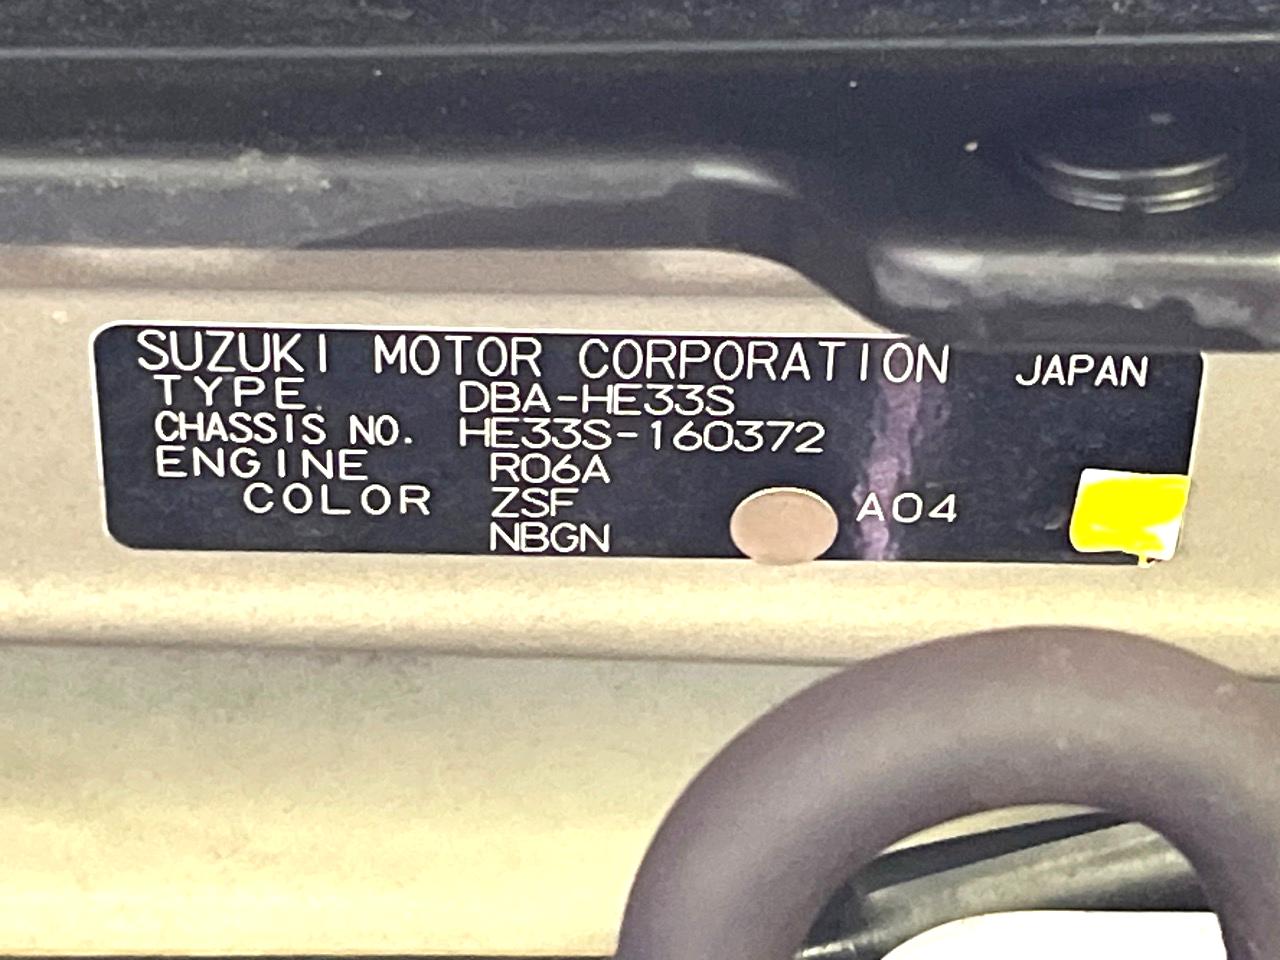 SUZUKI MOTOR CORPORATION JAPAN
TYPE DBA-HE33S
CHASSIS NO. HE33S-160372
ENGINE R06A
COLOR ZSF A04
NBGN